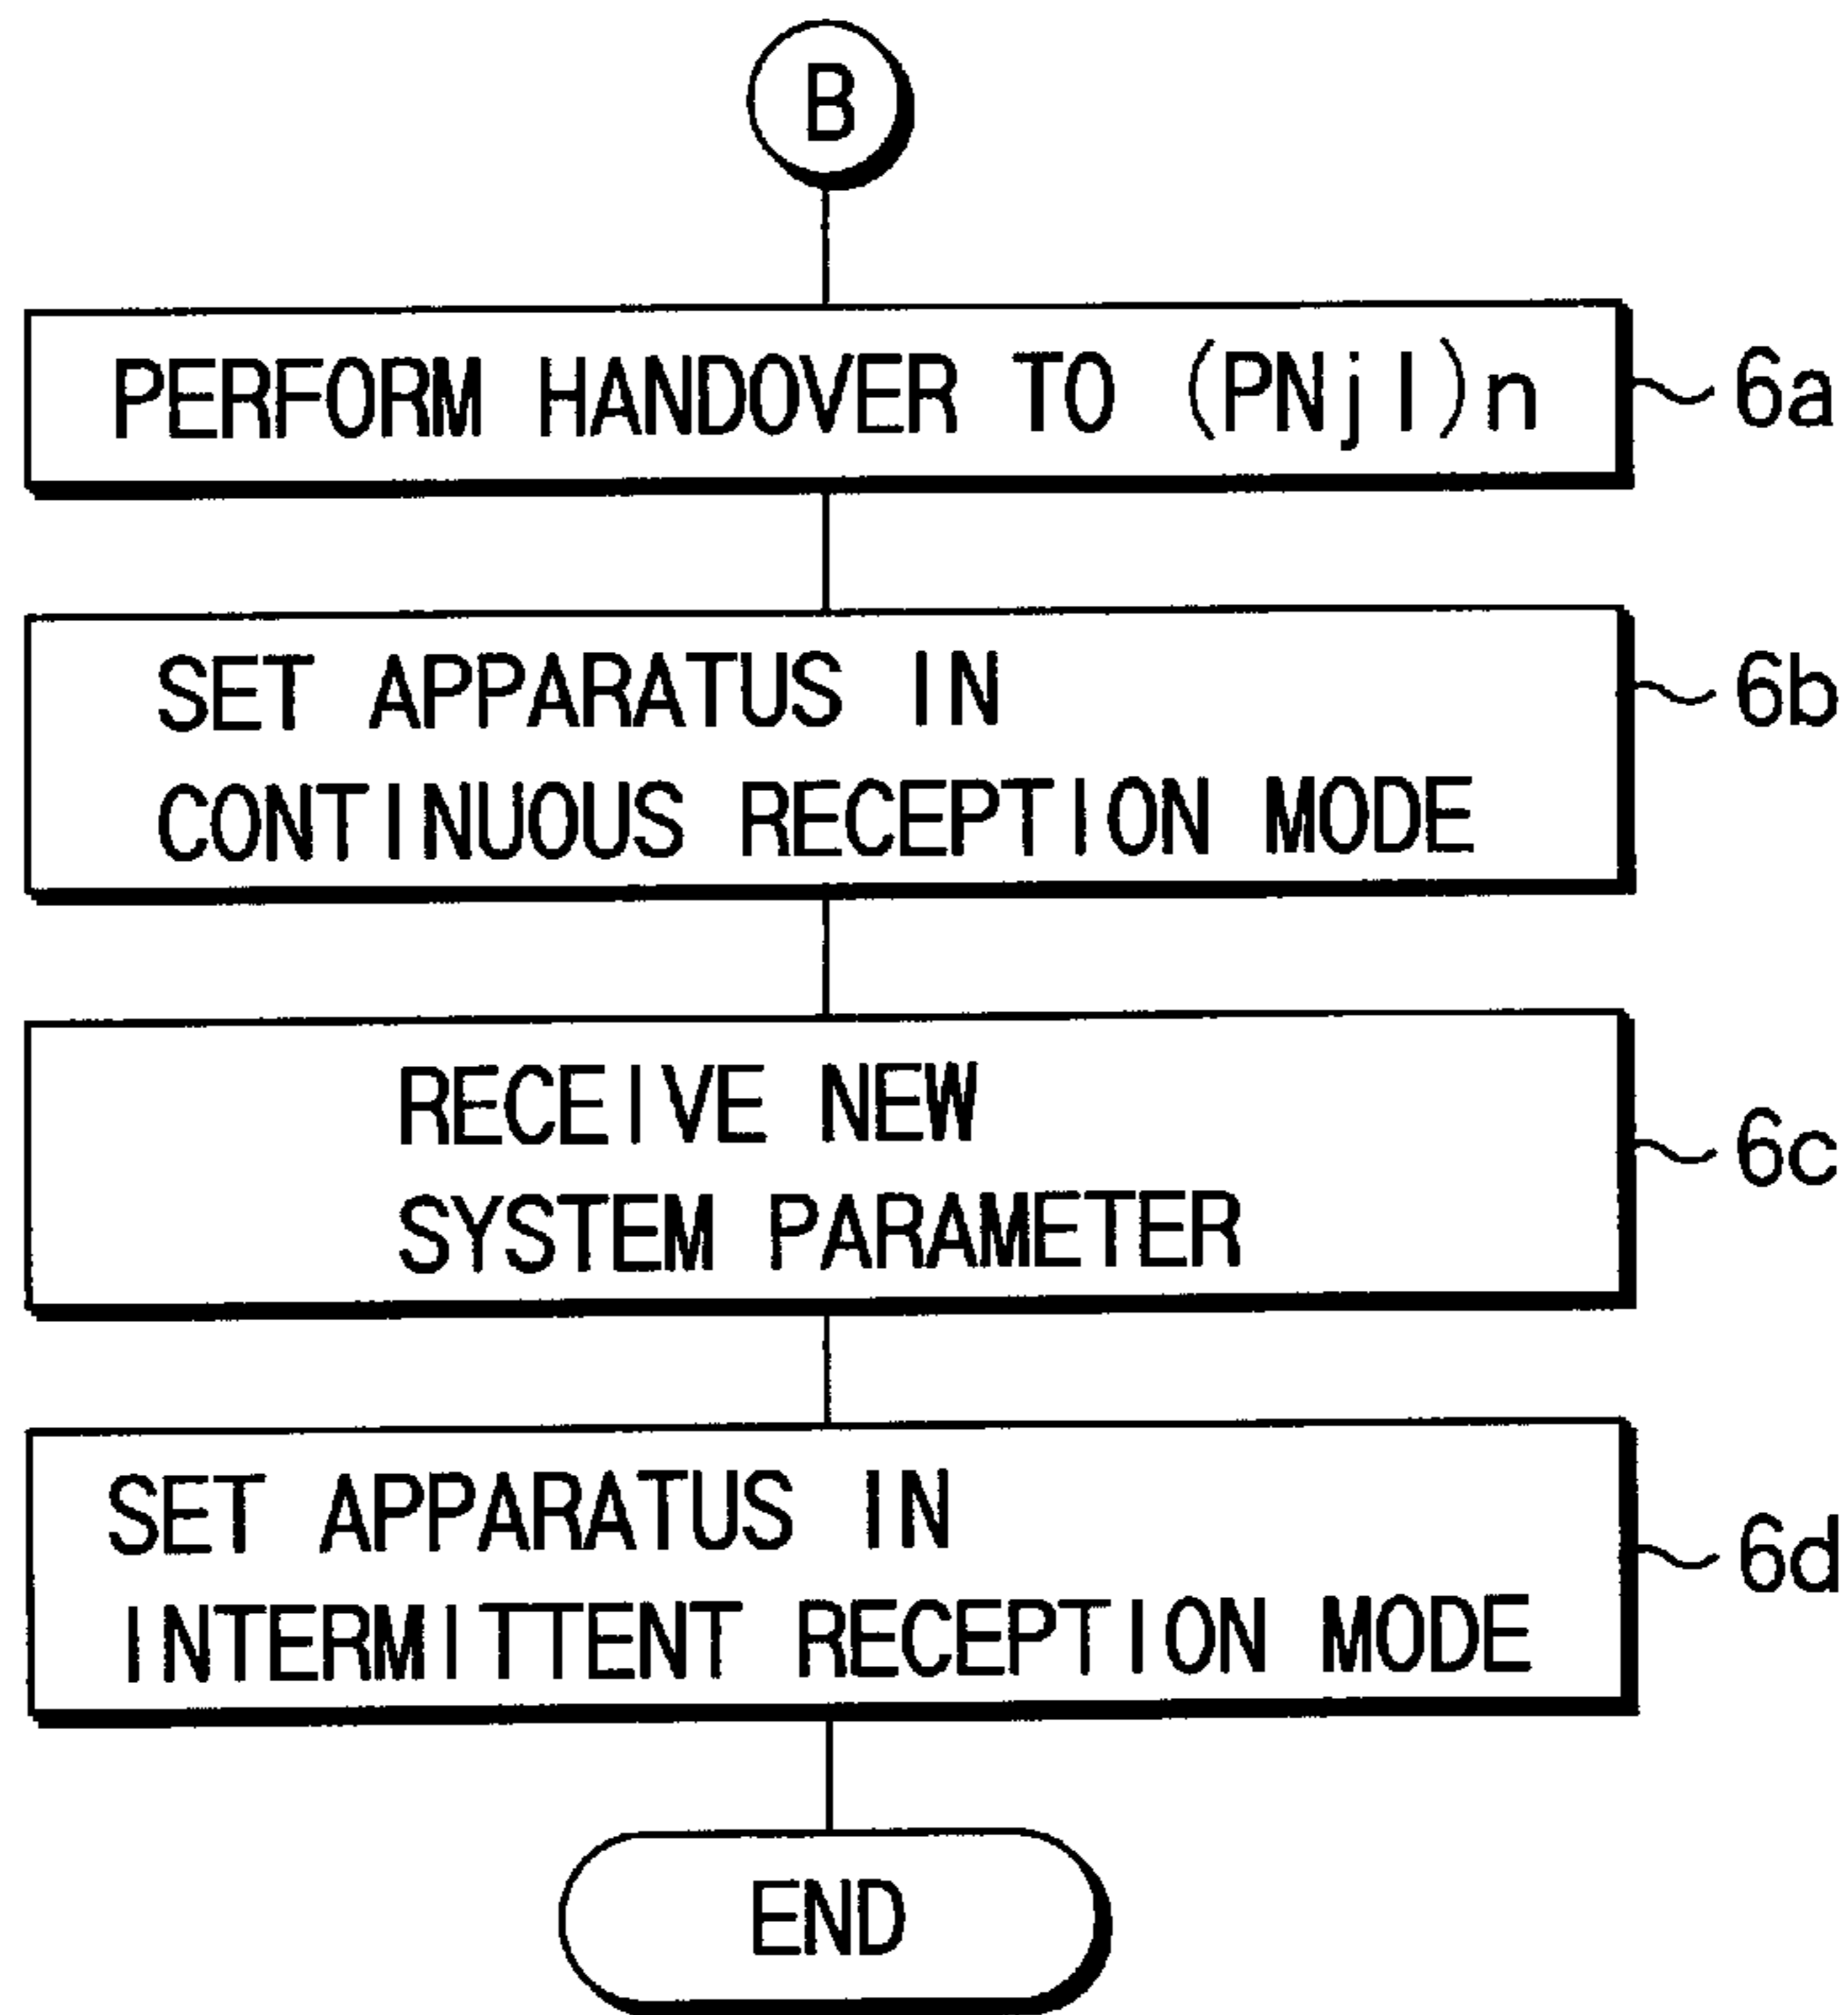 B
PERFORM HANDOVER TO (PNjl)n
6a
SET APPARATUS IN
CONTINUOUS RECEPTION MODE
6b
RECEIVE NEW
SYSTEM PARAMETER
6c
SET APPARATUS IN
INTERMITTENT RECEPTION MODE
6d
END